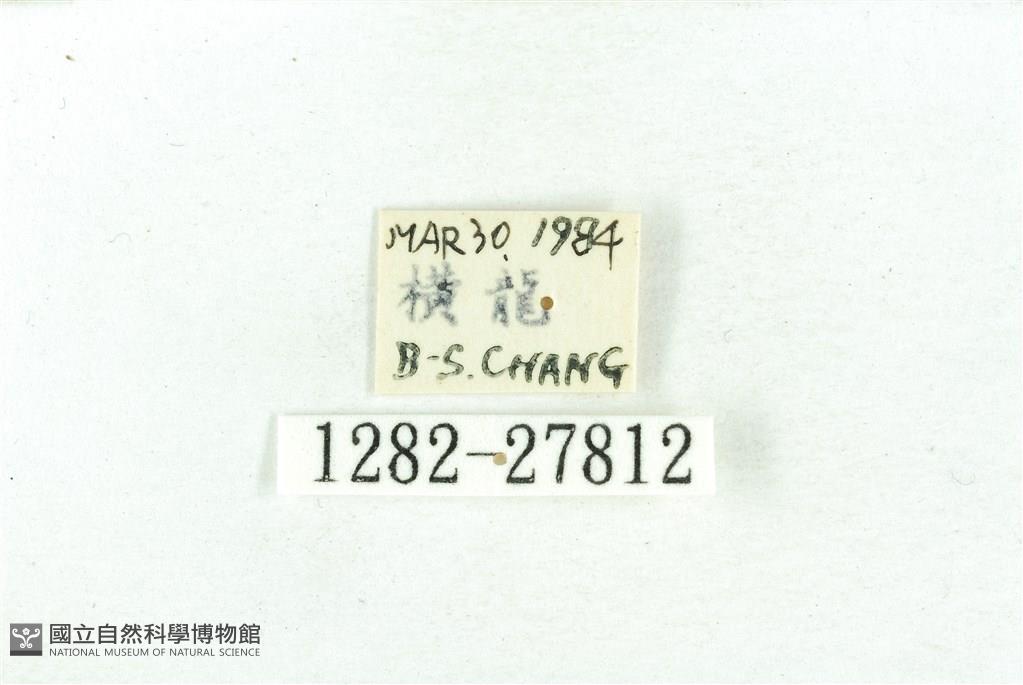 MAR 30. 1984
橫龍
B-S. CHANG
1282-27812
國立自然科學博物館
NATIONAL MUSEUM OF NATURAL SCIENCE